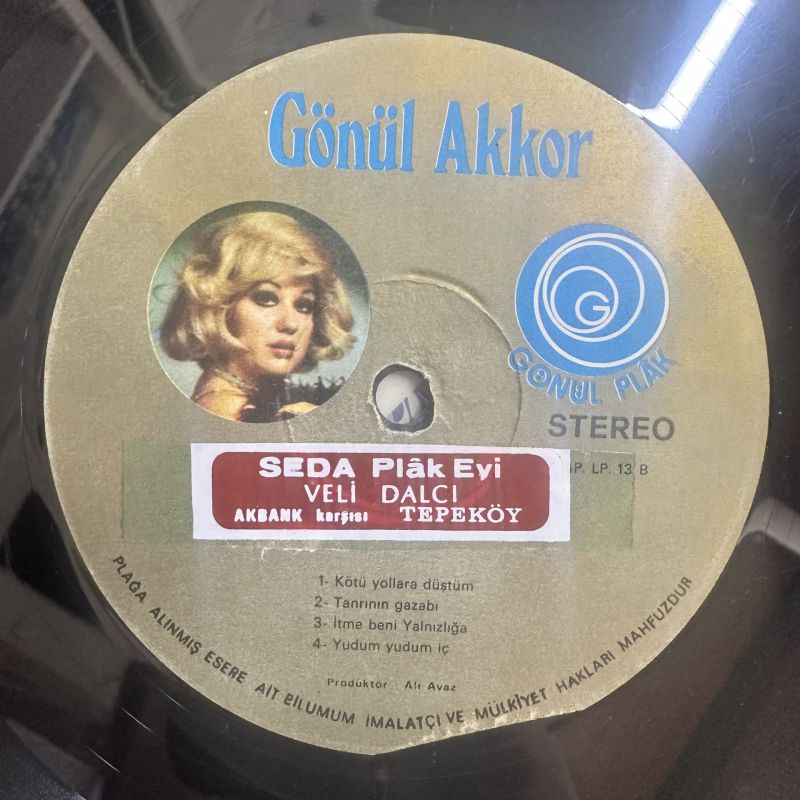 Gönül Akkor
G
GÖNÜL PLÂK
STEREO
P. LP. 13 B
SEDA Plâk Evi
VELİ DALCI
AKBANK karşısı TEPEKÖY
1- Kötü yollara düştüm
2- Tanrının gazabı
3- İtme beni Yalnızlığa
4- Yudum yudum iç
Prodüktör : Ali Avaz
PLAĞA ALINMIŞ ESERE AİT BİLUMUM İMALATÇI VE MÜLKİYET HAKLARI MAHFUZDUR